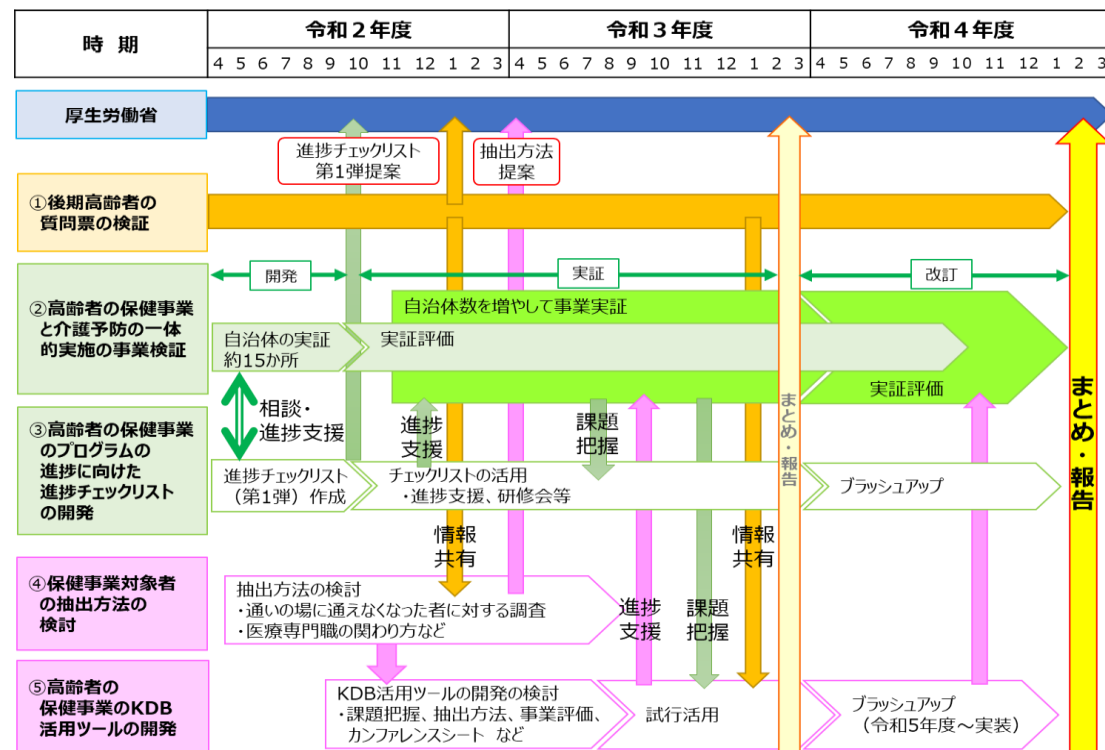 時 期
令和２年度
令和３年度
令和４年度
4 5 6 7 8 9 10 11 12 1 2 3 4 5 6 7 8 9 10 11 12 1 2 3 4 5 6 7 8 9 10 11 12 1 2 3
厚生労働省
進捗チェックリスト
第1弾提案
抽出方法
提案
①後期高齢者の
質問票の検証
開発
実証
改訂
②高齢者の保健事業
と介護予防の一体
的実施の事業検証
自治体数を増やして事業実証
自治体の実証
約15か所
実証評価
実証評価
相談・
進捗支援
進捗
支援
課題
把握
まとめ・報告
まとめ・報告
③高齢者の保健事業
のプログラムの
進捗に向けた
進捗チェックリスト
の開発
進捗チェックリスト
（第1弾）作成
チェックリストの活用
・進捗支援、研修会等
ブラッシュアップ
情報
共有
情報
共有
④保健事業対象者
の抽出方法の
検討
抽出方法の検討
・通いの場に通えなくなった者に対する調査
・医療専門職の関わり方など
進捗
支援
課題
把握
⑤高齢者の
保健事業のKDB
活用ツールの開発
KDB活用ツールの開発の検討
・課題把握、抽出方法、事業評価、
カンファレンスシート など
試行活用
ブラッシュアップ
（令和5年度～実装）